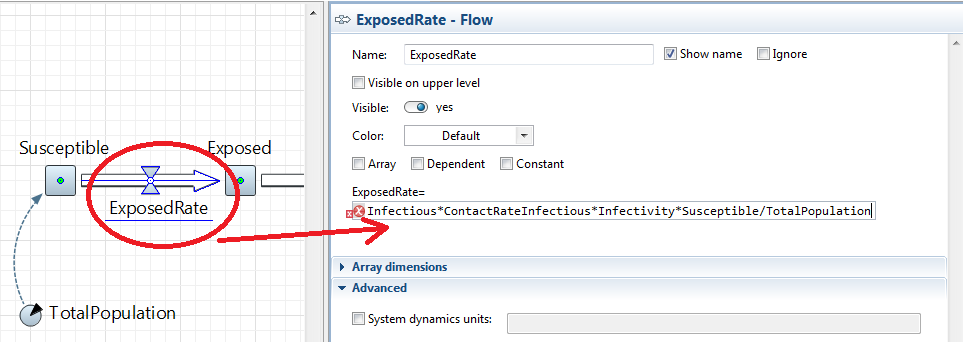 Susceptible
Exposed
ExposedRate
TotalPopulation
ExposedRate - Flow
Name: ExposedRate Show name Ignore
Visible on upper level
Visible: yes
Color: Default
Array Dependent Constant
ExposedRate=
Infectious*ContactRateInfectious*Infectivity*Susceptible/TotalPopulation
Array dimensions
Advanced
System dynamics units: